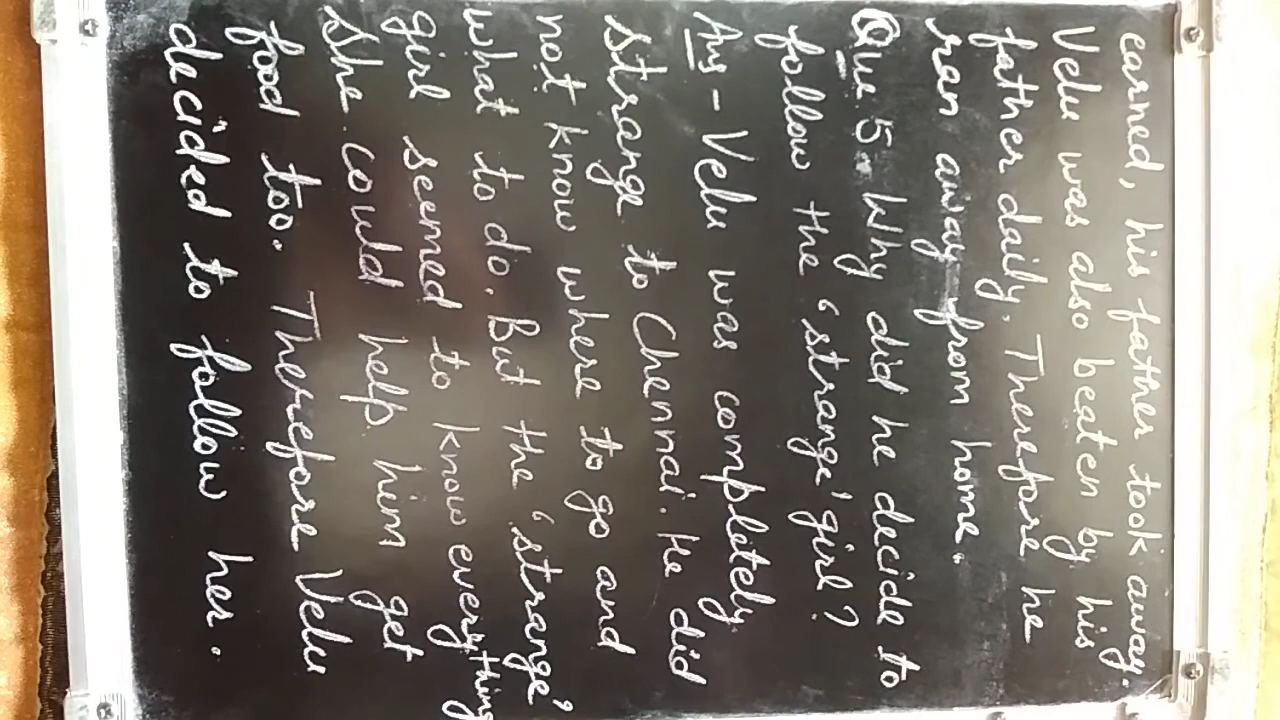 earned, his father took away.
Velu was also beaten by his
father daily. Therefore he
ran away from home.
Que 5. Why did he decide to
follow the 'strange' girl?
Ans - Velu was completely
strange to Chennai. He did
not know where to go and
what to do. But the 'strange'
girl seemed to know everything
She could help him get
food too. Therefore Velu
decided to follow her.